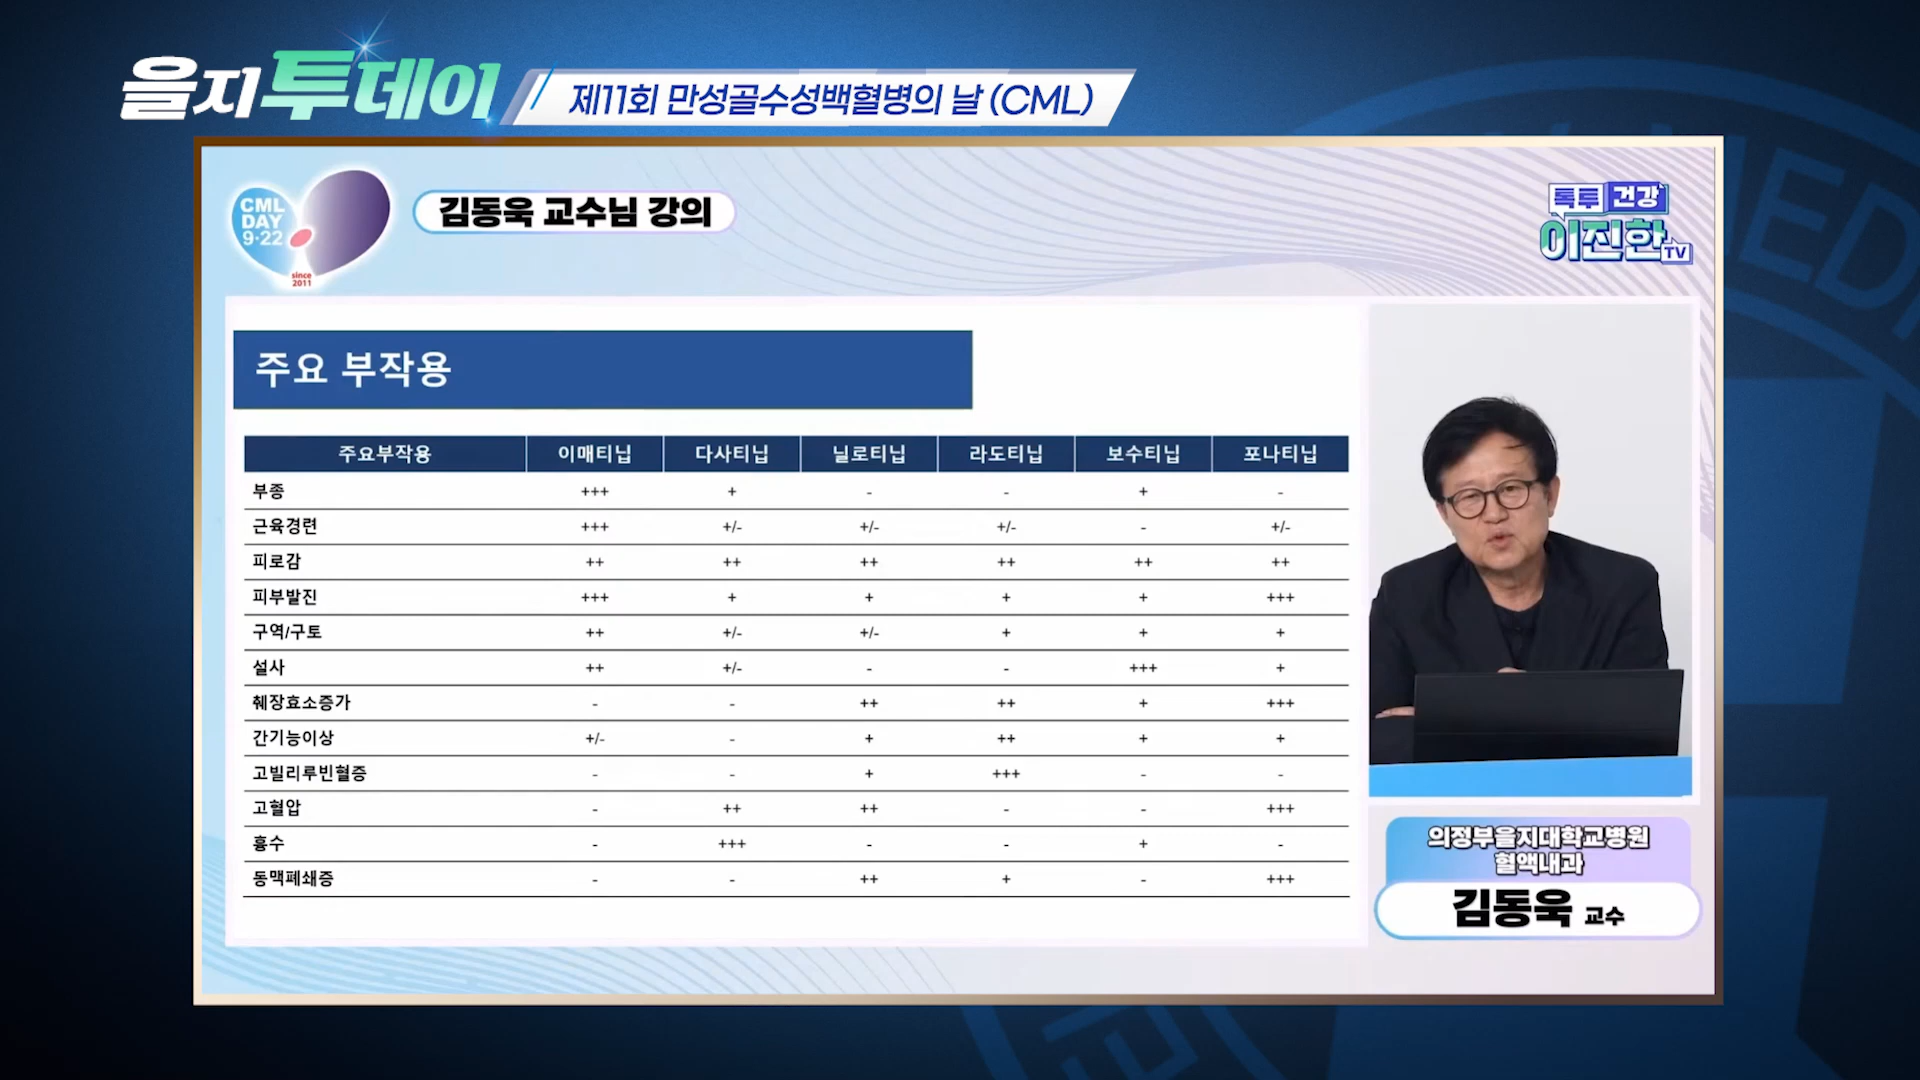 을지투데이
제11회 만성골수성백혈병의 날 (CML)
CML
DAY
9·22
since
2011
김동욱 교수님 강의
톡투 건강
이진한TV
주요 부작용
주요부작용 이매티닙 다사티닙 닐로티닙 라도티닙 보수티닙 포나티닙
부종 +++ + - - + -
근육경련 +++ +/- +/- +/- - +/-
피로감 ++ ++ ++ ++ ++ ++
피부발진 +++ + + + + +++
구역/구토 ++ +/- +/- + + +
설사 ++ +/- - - +++ +
췌장효소증가 - - ++ ++ + +++
간기능이상 +/- - + ++ + +
고빌리루빈혈증 - - + +++ - -
고혈압 - ++ ++ - - +++
흉수 - +++ - - + -
동맥폐쇄증 - - ++ + - +++
의정부을지대학교병원
혈액내과
김동욱 교수